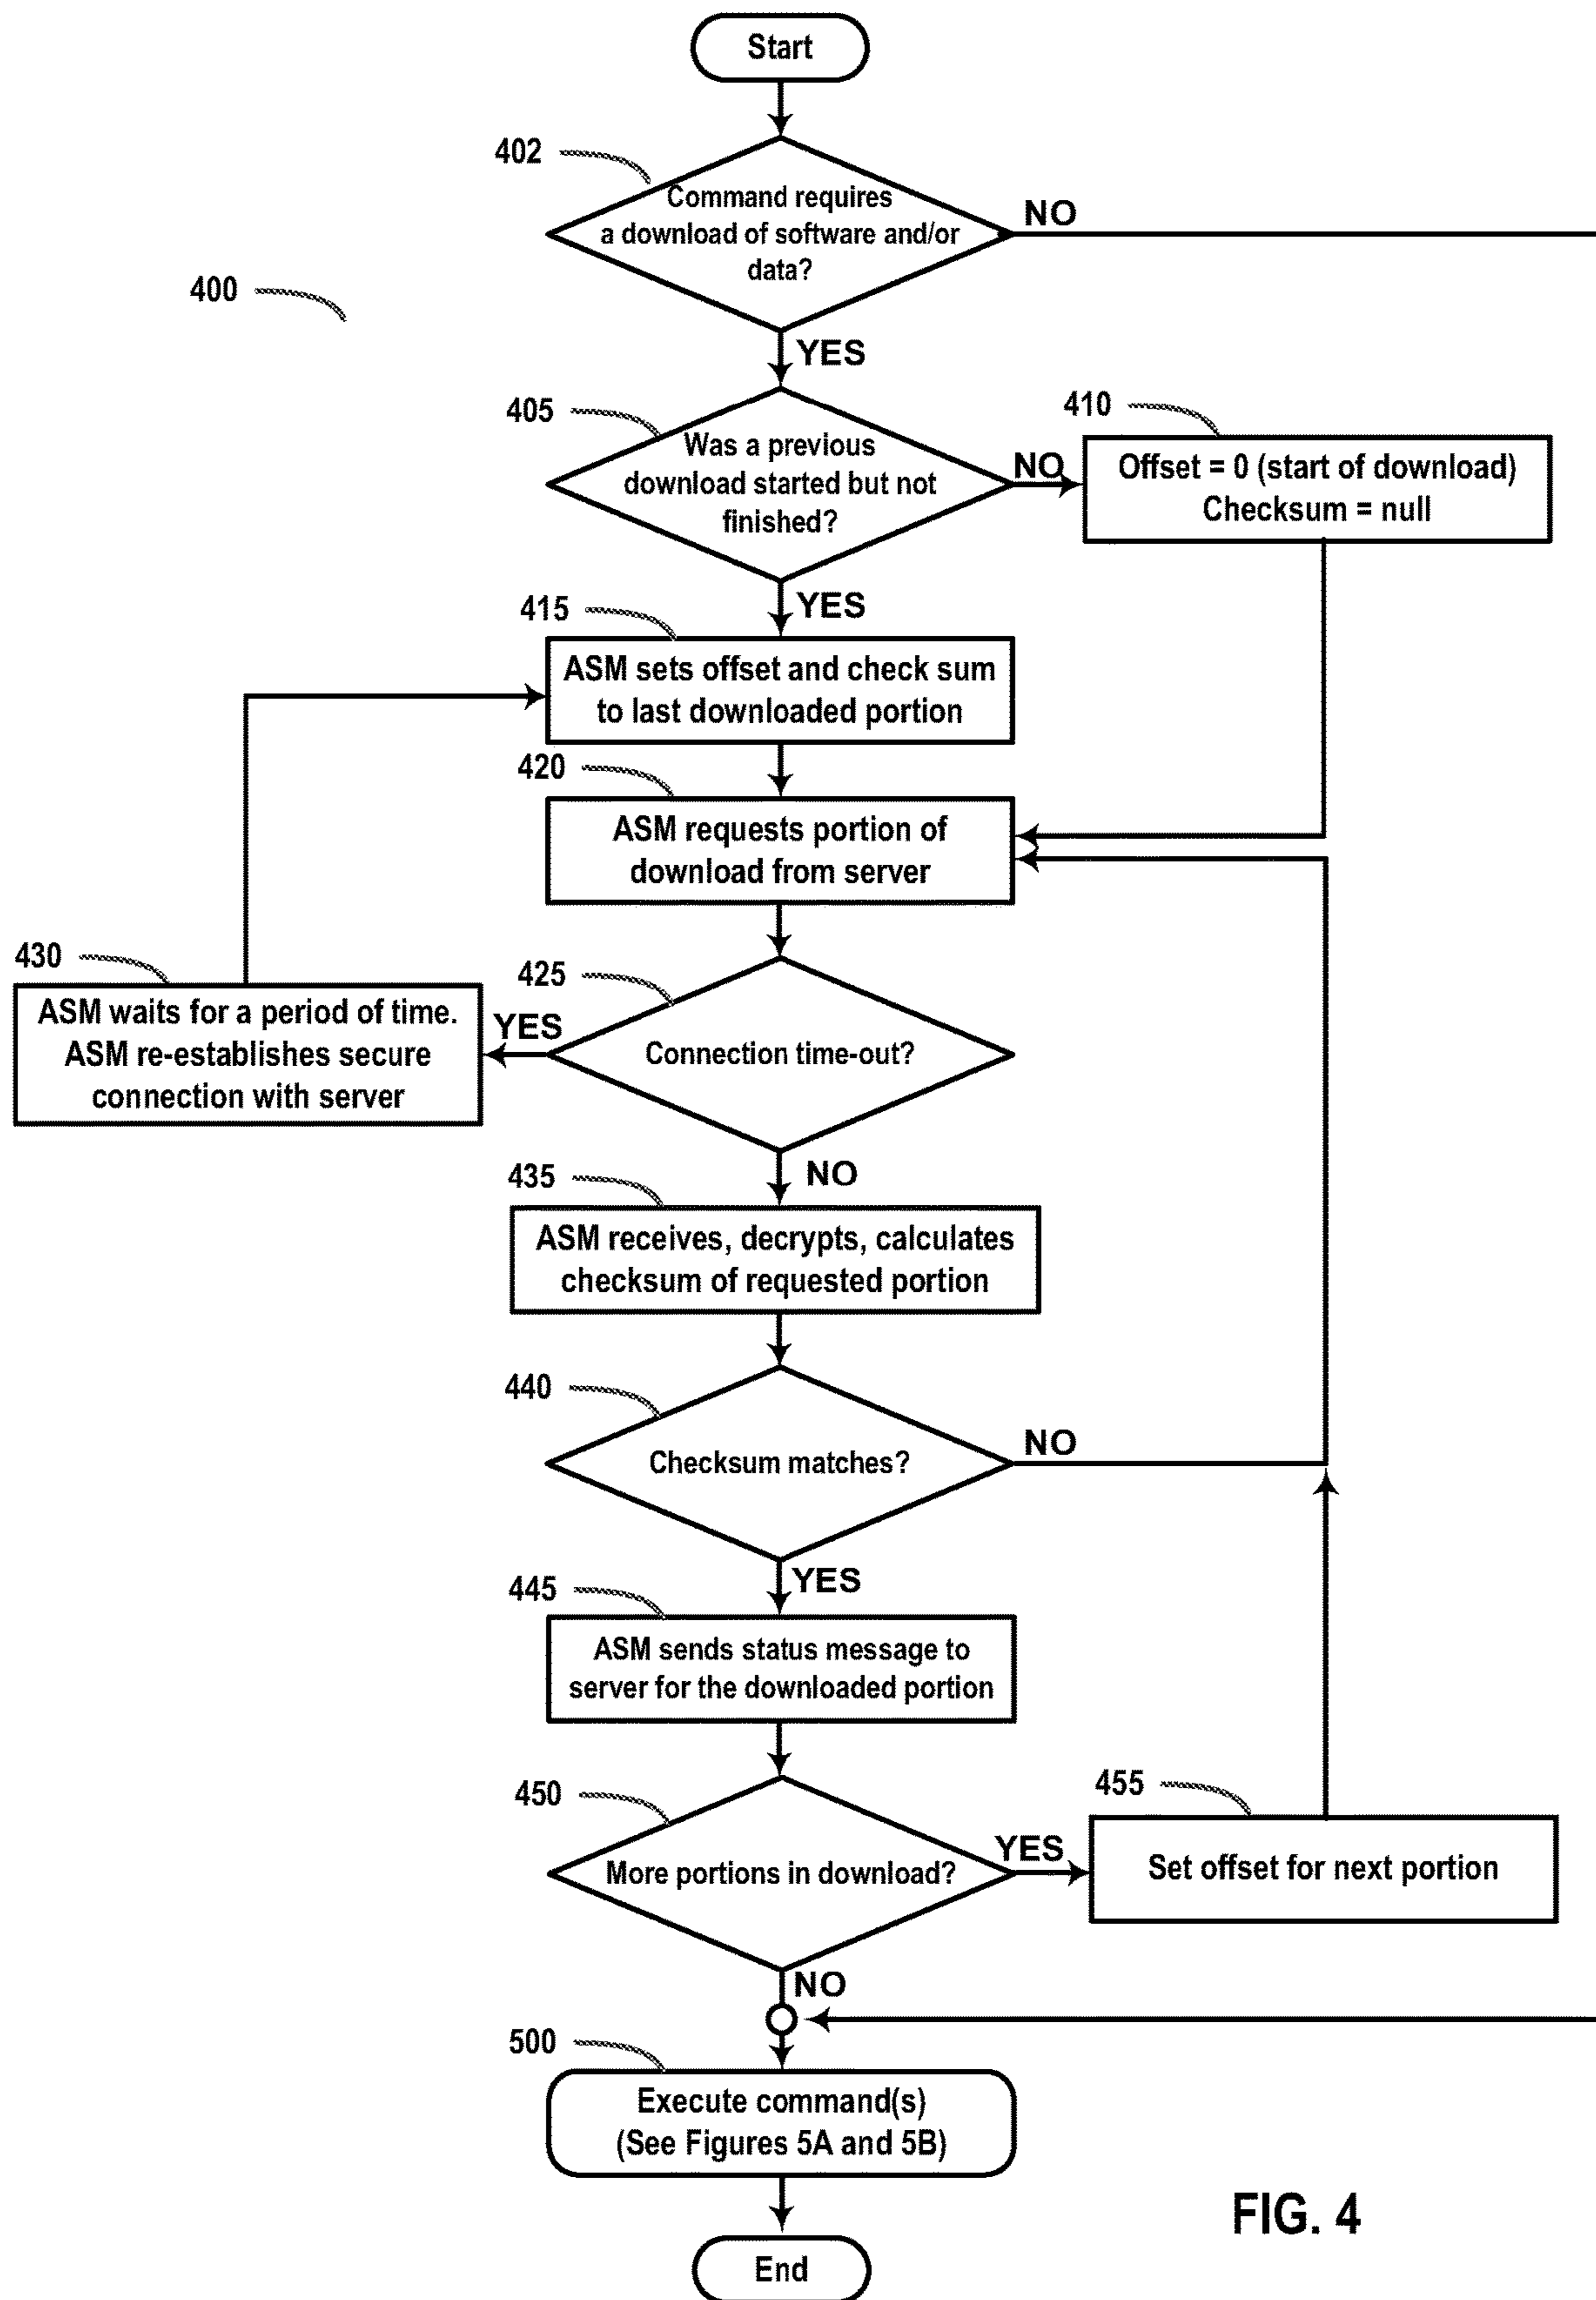 Start
402
Command requires
a download of software and/or
data?
NO
400
YES
405
Was a previous
download started but not
finished?
NO
410
Offset = 0 (start of download)
Checksum = null
YES
415
ASM sets offset and check sum
to last downloaded portion
420
ASM requests portion of
download from server
430
ASM waits for a period of time.
ASM re-establishes secure
connection with server
YES
425
Connection time-out?
NO
435
ASM receives, decrypts, calculates
checksum of requested portion
440
Checksum matches?
NO
YES
445
ASM sends status message to
server for the downloaded portion
450
More portions in download?
YES
455
Set offset for next portion
NO
500
Execute command(s)
(See Figures 5A and 5B)
End
FIG. 4